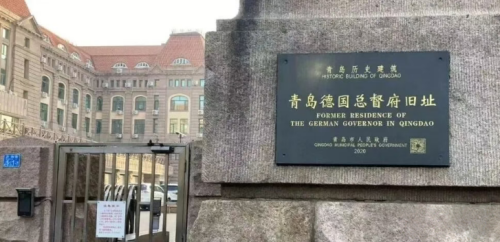 青岛历史建筑
HISTORIC BUILDING OF QINGDAO
青岛德国总督府旧址
FORMER RESIDENCE OF
THE GERMAN GOVERNOR IN QINGDAO
青岛市人民政府
QINGDAO MUNICIPAL PEOPLE'S GOVERNMENT
2020